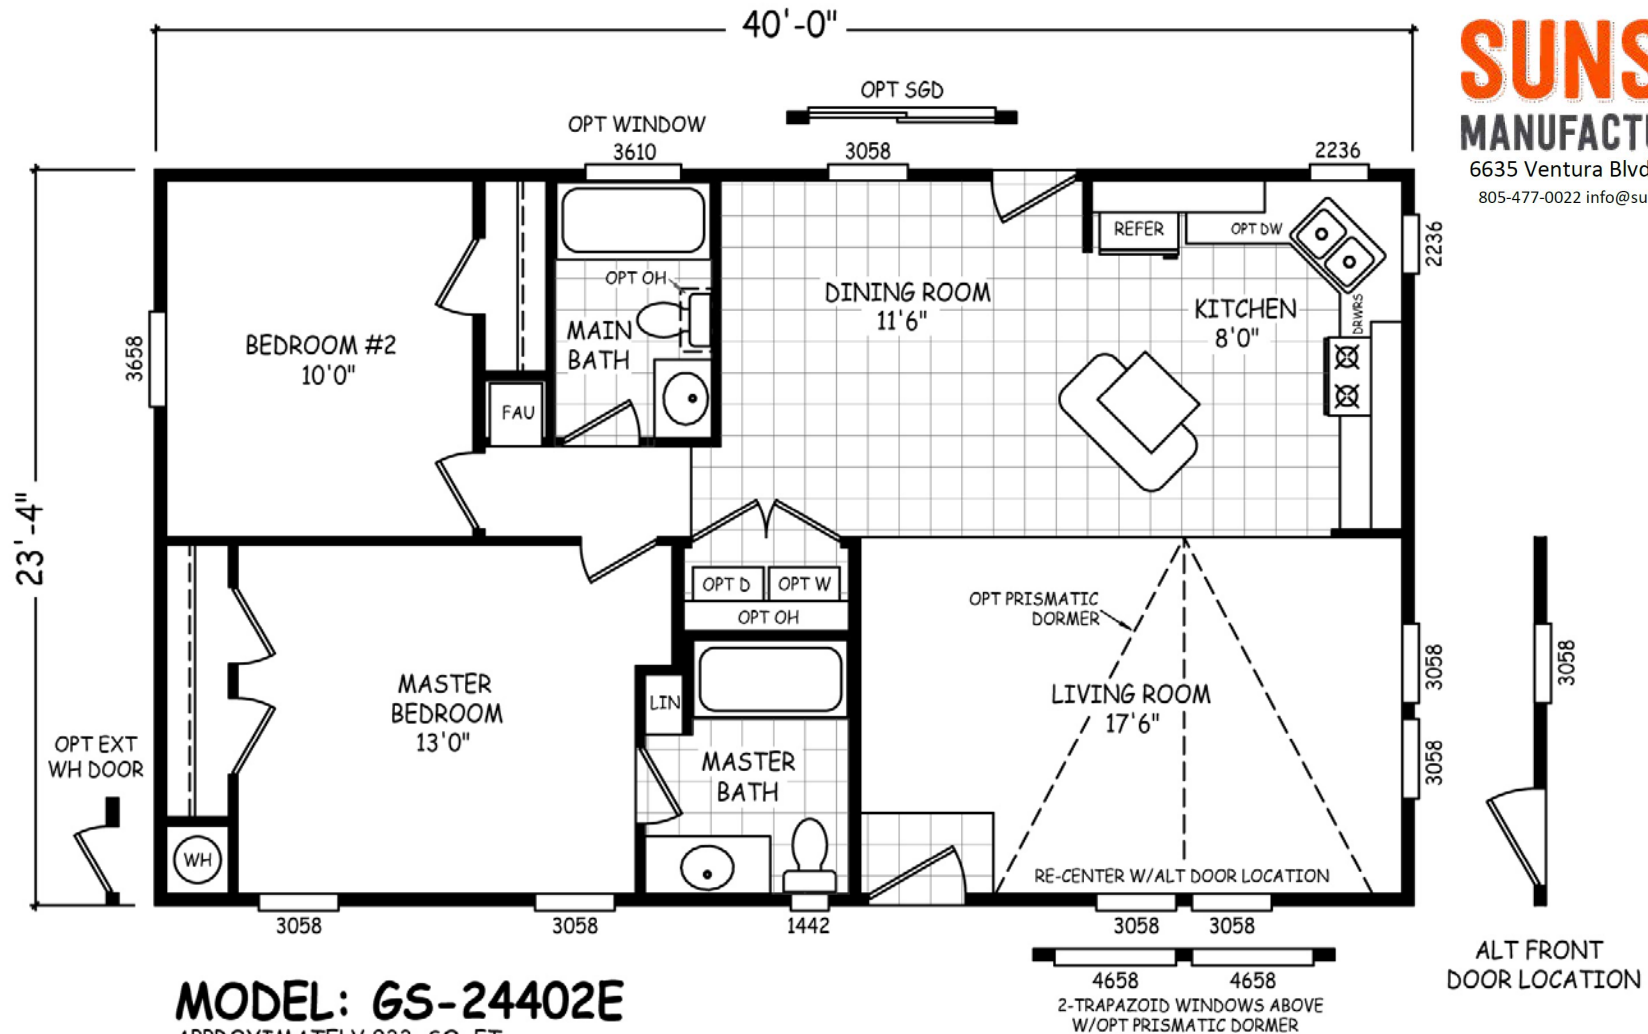 40'-0"
SUNS
MANUFACTU
6635 Ventura Blvd
805-477-0022 info@su
OPT SGD
OPT WINDOW
3610
3058
2236
2236
REFER
OPT DW
OPT OH
DINING ROOM
11'6"
KITCHEN
8'0"
DRWRS
MAIN
BATH
BEDROOM #2
10'0"
3658
FAU
23'-4"
OPT D
OPT W
OPT OH
OPT PRISMATIC
DORMER
LIVING ROOM
17'6"
3058
3058
3058
LIN
MASTER
BEDROOM
13'0"
MASTER
BATH
OPT EXT
WH DOOR
WH
RE-CENTER W/ALT DOOR LOCATION
3058
3058
1442
3058
3058
ALT FRONT
DOOR LOCATION
4658
4658
2-TRAPAZOID WINDOWS ABOVE
W/OPT PRISMATIC DORMER
MODEL: GS-24402E
APPROXIMATELY 933 SQ FT